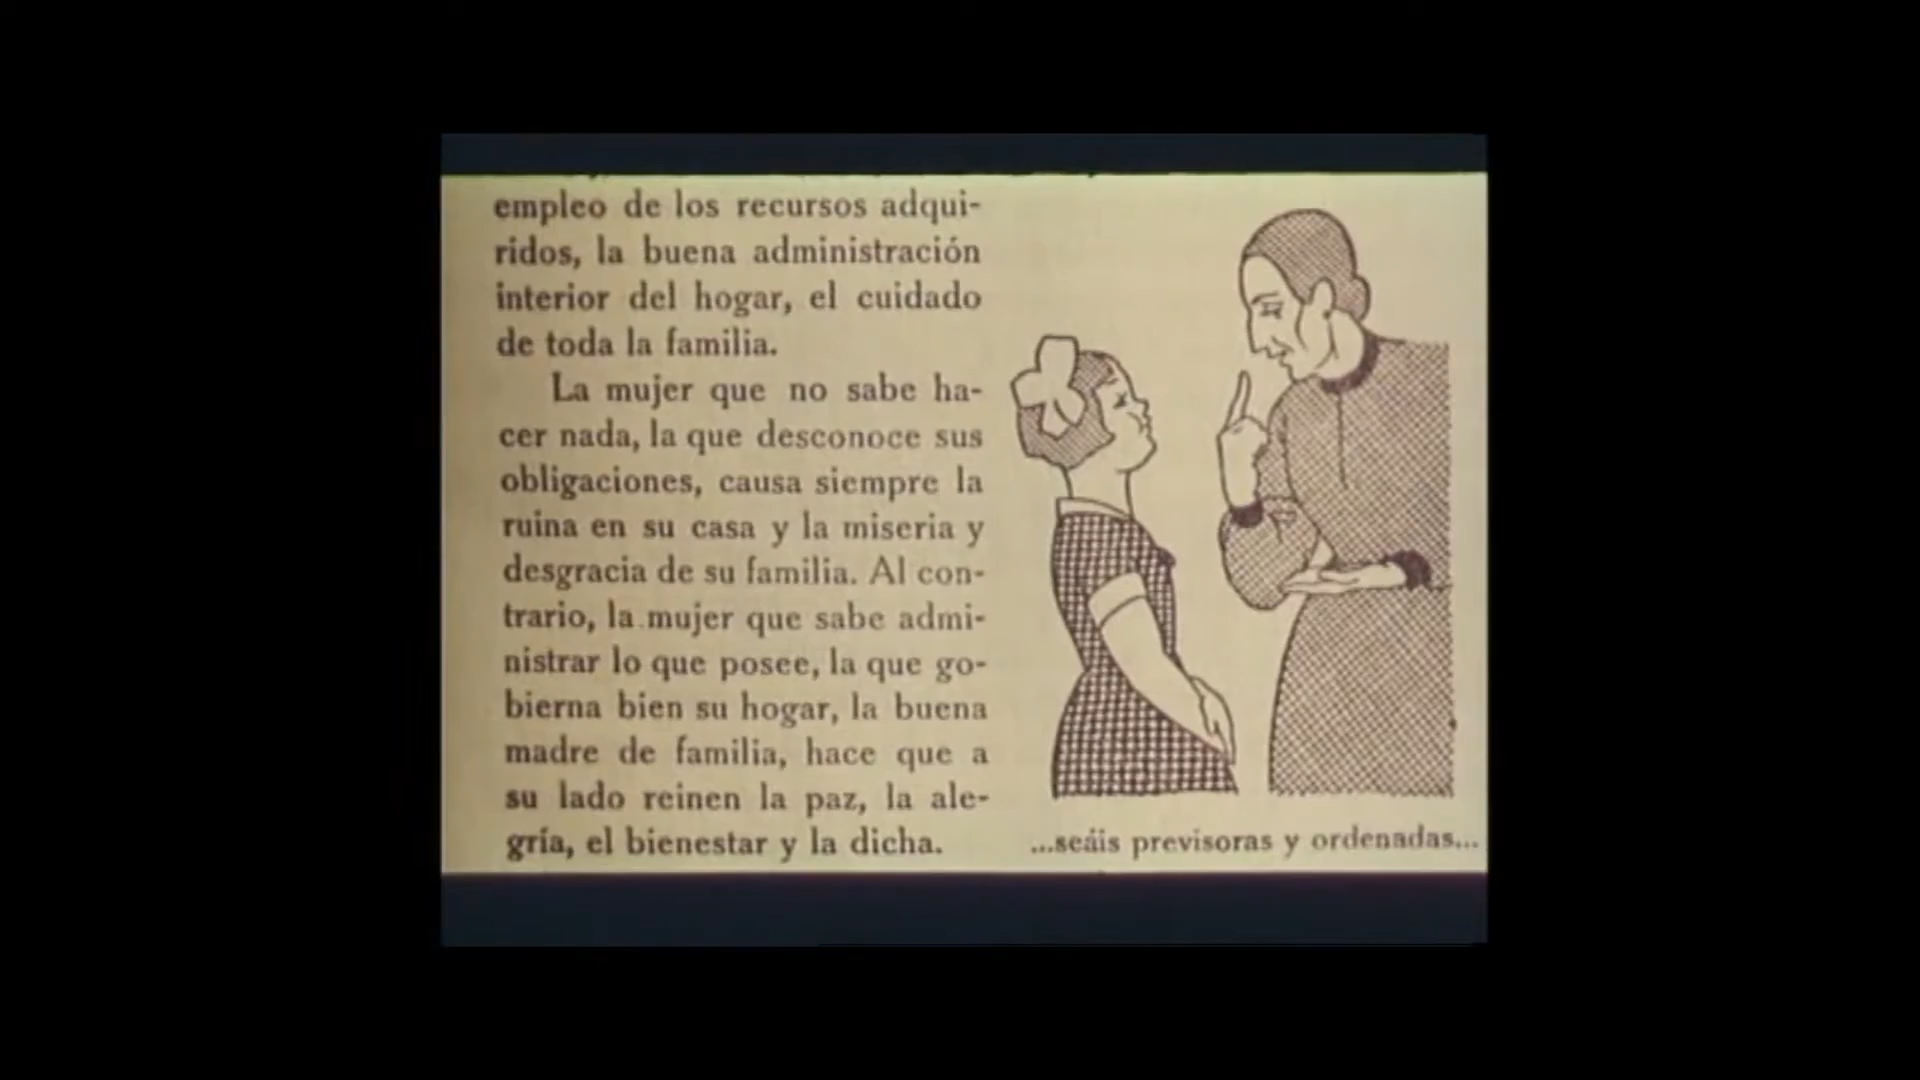 empleo de los recursos adqui-
ridos, la buena administración
interior del hogar, el cuidado
de toda la familia.
La mujer que no sabe ha-
cer nada, la que desconoce sus
obligaciones, causa siempre la
ruina en su casa y la miseria y
desgracia de su familia. Al con-
trario, la mujer que sabe admi-
nistrar lo que posee, la que go-
bierna bien su hogar, la buena
madre de familia, hace que a
su lado reinen la paz, la ale-
gría, el bienestar y la dicha.
...seáis previsoras y ordenadas...